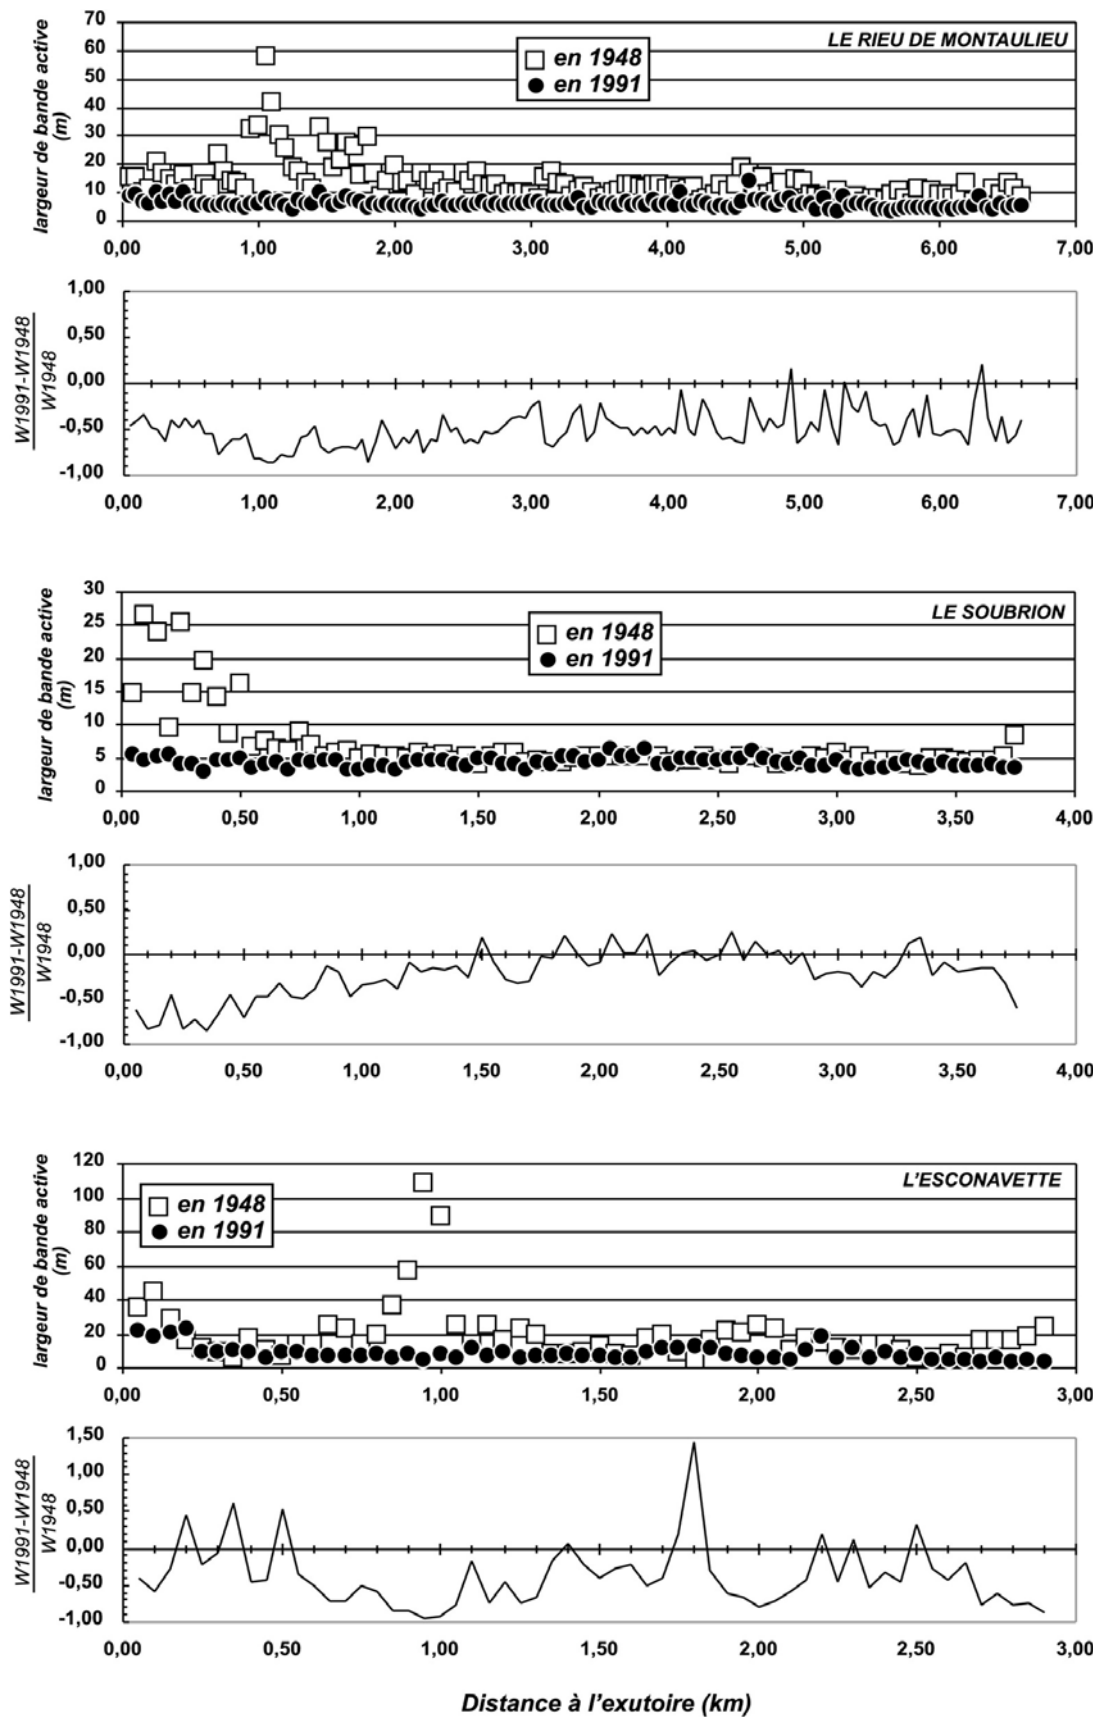 70
60
50
40
30
20
10
0
largeur de bande active
(m)
LE RIEU DE MONTAULIEU
en 1948
en 1991
0,00 1,00 2,00 3,00 4,00 5,00 6,00 7,00
1,00
0,50
0,00
-0,50
-1,00
W1991-W1948
W1948
0,00 1,00 2,00 3,00 4,00 5,00 6,00 7,00
30
25
20
15
10
5
0
largeur de bande active
(m)
LE SOUBRION
en 1948
en 1991
0,00 0,50 1,00 1,50 2,00 2,50 3,00 3,50 4,00
1,00
0,50
0,00
-0,50
-1,00
W1991-W1948
W1948
0,00 0,50 1,00 1,50 2,00 2,50 3,00 3,50 4,00
120
100
80
60
40
20
0
largeur de bande active
(m)
L'ESCONAVETTE
en 1948
en 1991
0,00 0,50 1,00 1,50 2,00 2,50 3,00
1,50
1,00
0,50
0,00
-0,50
-1,00
W1991-W1948
W1948
0,00 0,50 1,00 1,50 2,00 2,50 3,00
Distance à l'exutoire (km)